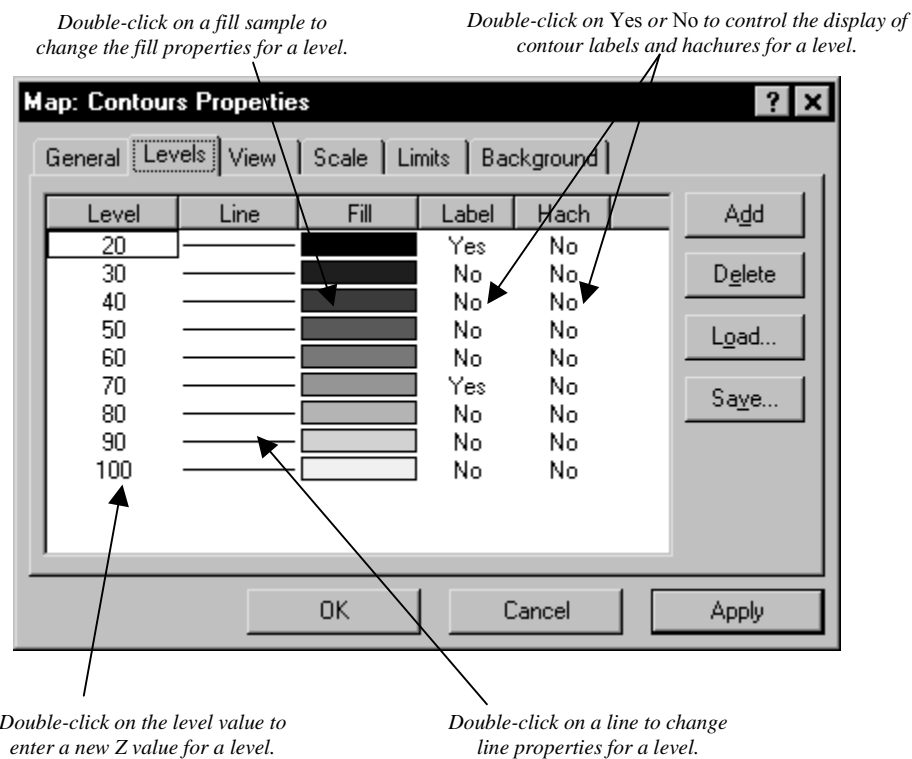 Double-click on a fill sample to
change the fill properties for a level.
Double-click on Yes or No to control the display of
contour labels and hachures for a level.
Map: Contours Properties
General Levels View Scale Limits Background
Level Line Fill Label Hach
20 Yes No
30 No No
40 No No
50 No No
60 No No
70 Yes No
80 No No
90 No No
100 No No
Add
Delete
Load...
Save...
OK Cancel Apply
Double-click on the level value to
enter a new Z value for a level.
Double-click on a line to change
line properties for a level.